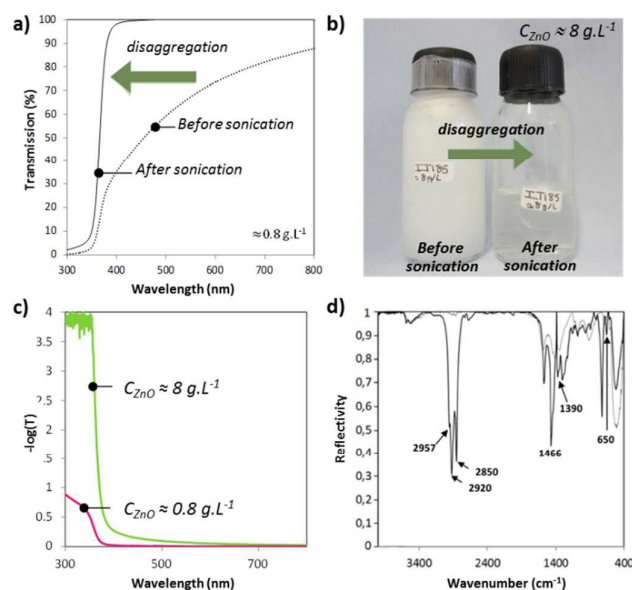 a)
100
90
80
70
60
50
40
30
20
10
0
Transmission (%)
disaggregation
Before sonication
After sonication
≈0.8 g.L⁻¹
300 400 500 600 700 800
Wavelength (nm)
b)
C_ZnO ≈ 8 g.L⁻¹
disaggregation
IT185
8g/L
IT185
8g/L
Before
sonication
After
sonication
c)
4
3,5
3
2,5
2
1,5
1
0,5
0
-log(T)
C_ZnO ≈ 8 g.L⁻¹
C_ZnO ≈ 0.8 g.L⁻¹
300 500 700
Wavelength (nm)
d)
1
0,9
0,8
0,7
0,6
0,5
0,4
0,3
0,2
0,1
0
Reflectivity
2957
2850
2920
1466
1390
650
3400 2400 1400 400
Wavenumber (cm⁻¹)